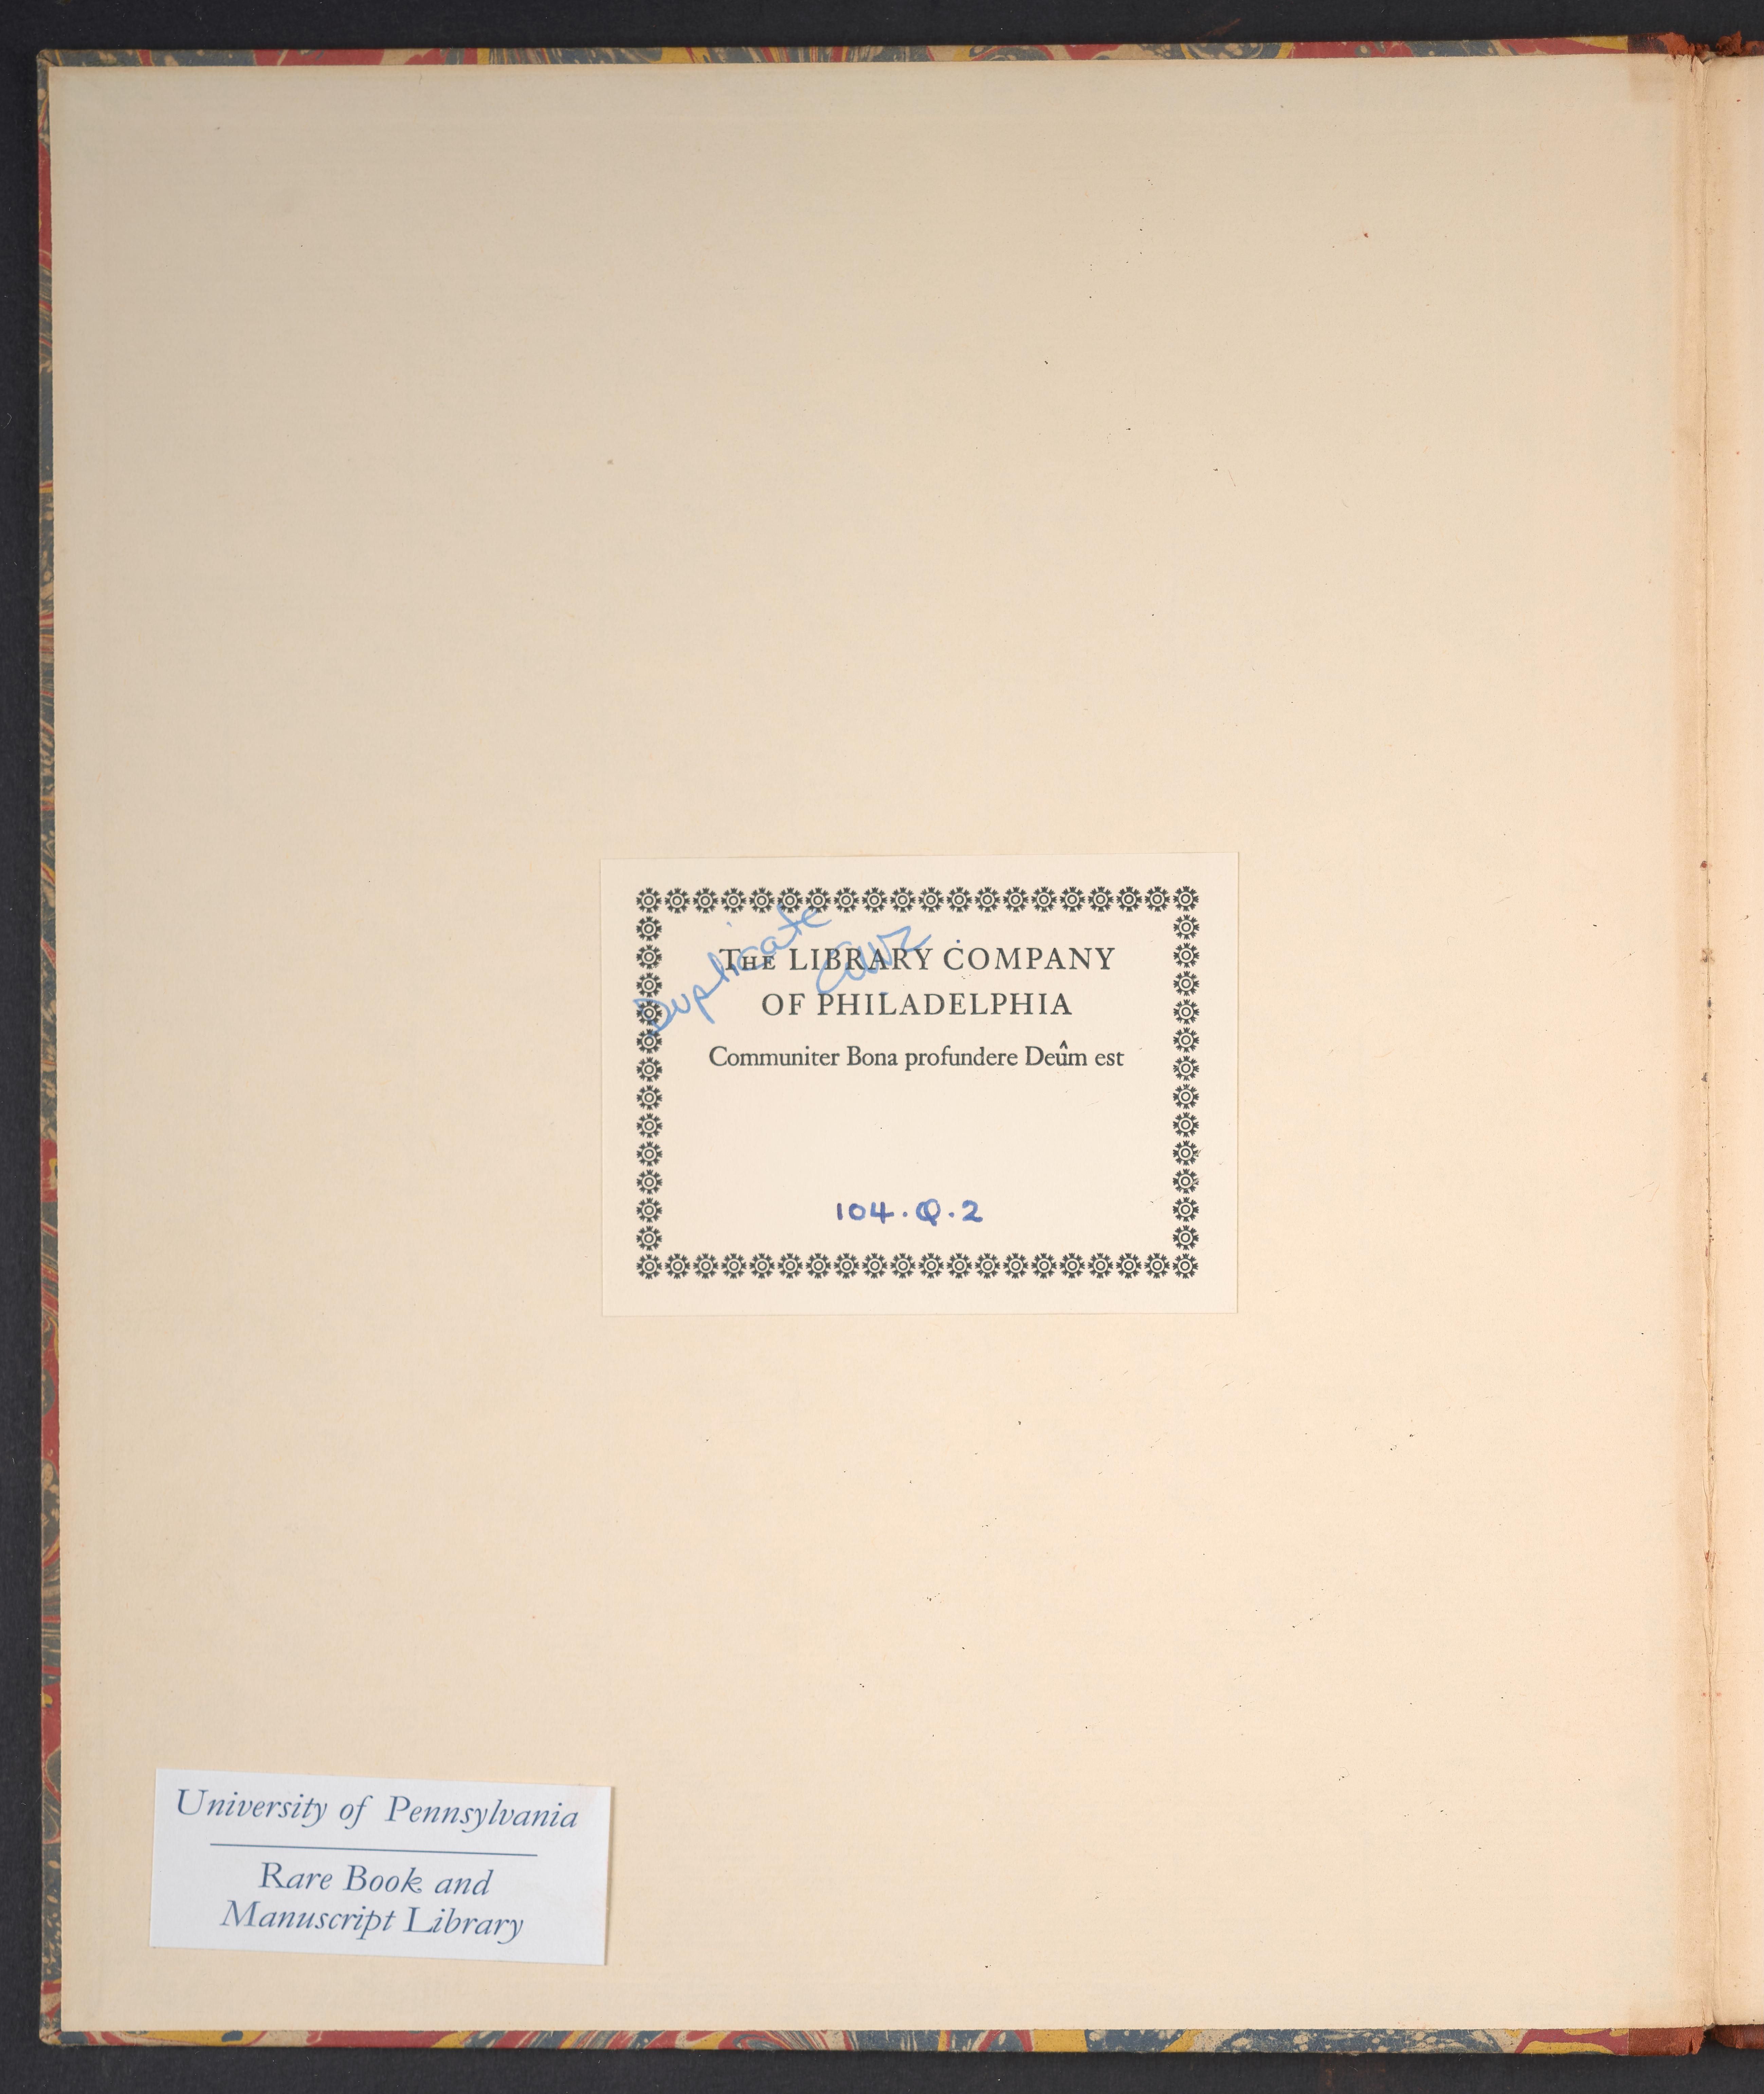 Duplicate
THE LIBRARY COMPANY
OF PHILADELPHIA
Communiter Bona profundere Deûm est
104.Q.2
University of Pennsylvania
Rare Book and
Manuscript Library